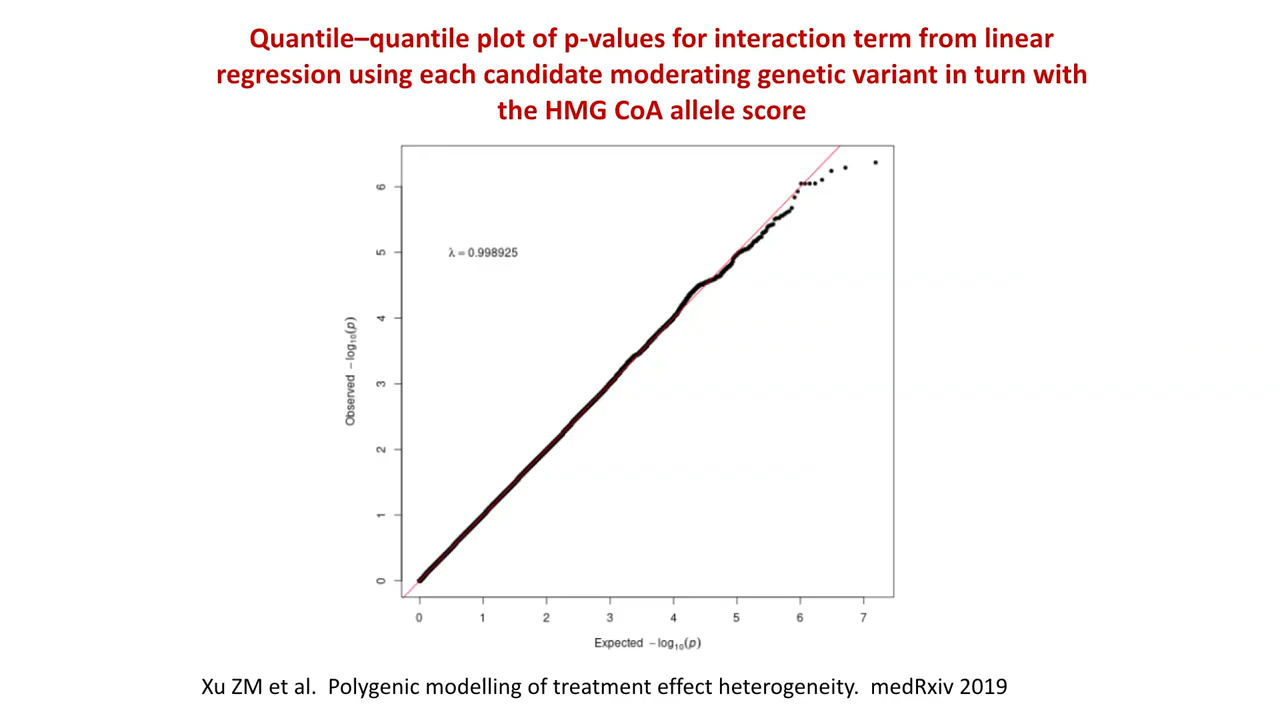 Quantile–quantile plot of p-values for interaction term from linear
regression using each candidate moderating genetic variant in turn with
the HMG CoA allele score
6
5
4
3
2
1
0
λ = 0.998925
Observed −log10(p)
0 1 2 3 4 5 6 7
Expected −log10(p)
Xu ZM et al. Polygenic modelling of treatment effect heterogeneity. medRxiv 2019